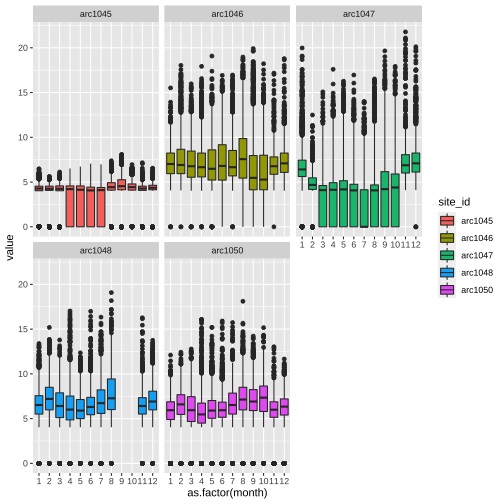 arc1045 arc1046 arc1047
20
15
10
5
0
1 2 3 4 5 6 7 8 9 10 11 12
arc1048 arc1050
20
15
10
5
0
1 2 3 4 5 6 7 8 9 10 11 12 1 2 3 4 5 6 7 8 9 10 11 12
value
as.factor(month)
site_id
arc1045
arc1046
arc1047
arc1048
arc1050